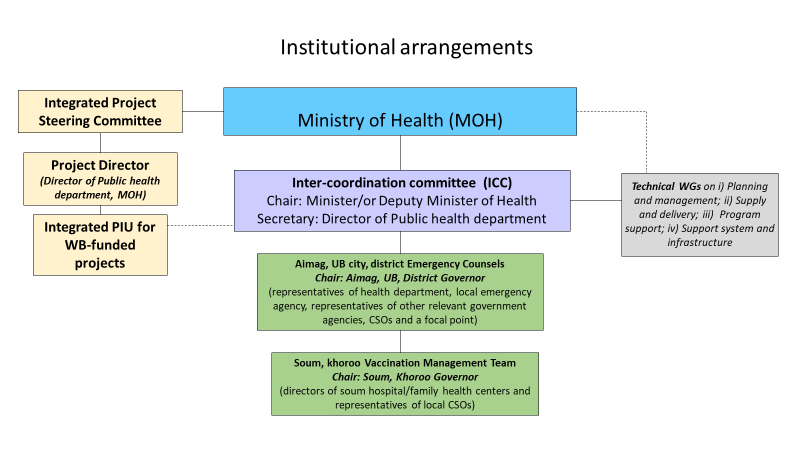 Institutional arrangements
Integrated Project
Steering Committee
Ministry of Health (MOH)
Project Director
(Director of Public health
department, MOH)
Integrated PIU for
WB-funded
projects
Inter-coordination committee (ICC)
Chair: Minister/or Deputy Minister of Health
Secretary: Director of Public health department
Technical WGs on i) Planning
and management; ii) Supply
and delivery; iii) Program
support; iv) Support system and
infrastructure
Aimag, UB city, district Emergency Counsels
Chair: Aimag, UB, District Governor
(representatives of health department, local emergency
agency, representatives of other relevant government
agencies, CSOs and a focal point)
Soum, khoroo Vaccination Management Team
Chair: Soum, Khoroo Governor
(directors of soum hospital/family health centers and
representatives of local CSOs)